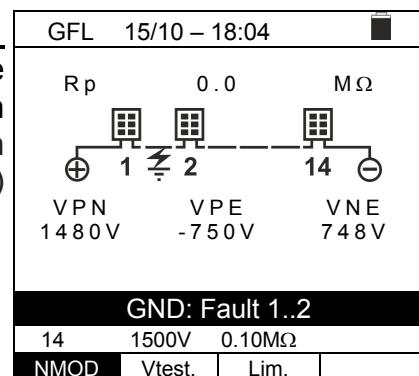 GFL 15/10 – 18:04
e
n
n
)
Rp 0.0 MΩ
1 2 14
VPN VPE VNE
1480V -750V 748V
GND: Fault 1..2
14 1500V 0.10MΩ
NMOD Vtest. Lim.